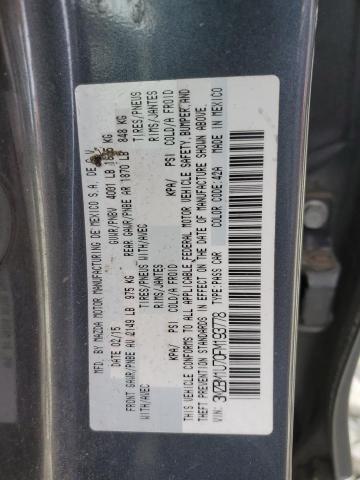 MFG. BY MAZDA MOTOR MANUFACTURING DE MEXICO S.A. DE
DATE: 02/15 GVWR/PNBV 4001 LB KG
FRONT GAWR/PNBE AV 2149 LB 975 KG REAR GAWR/PNBE AR 1870 LB 848 KG
WITH/AVEC TIRES/PNEUS WITH/AVEC TIRES/PNEUS
RIMS/JANTES RIMS/JANTES
KPA/ PSI COLD/A FROID KPA/ PSI COLD/A FROID
THIS VEHICLE CONFORMS TO ALL APPLICABLE FEDERAL MOTOR VEHICLE SAFETY, BUMPER, AND
THEFT PREVENTION STANDARDS IN EFFECT ON THE DATE OF MANUFACTURE SHOWN ABOVE.
VIN: TYPE: PASS CAR COLOR CODE: 42A MADE IN MEXICO